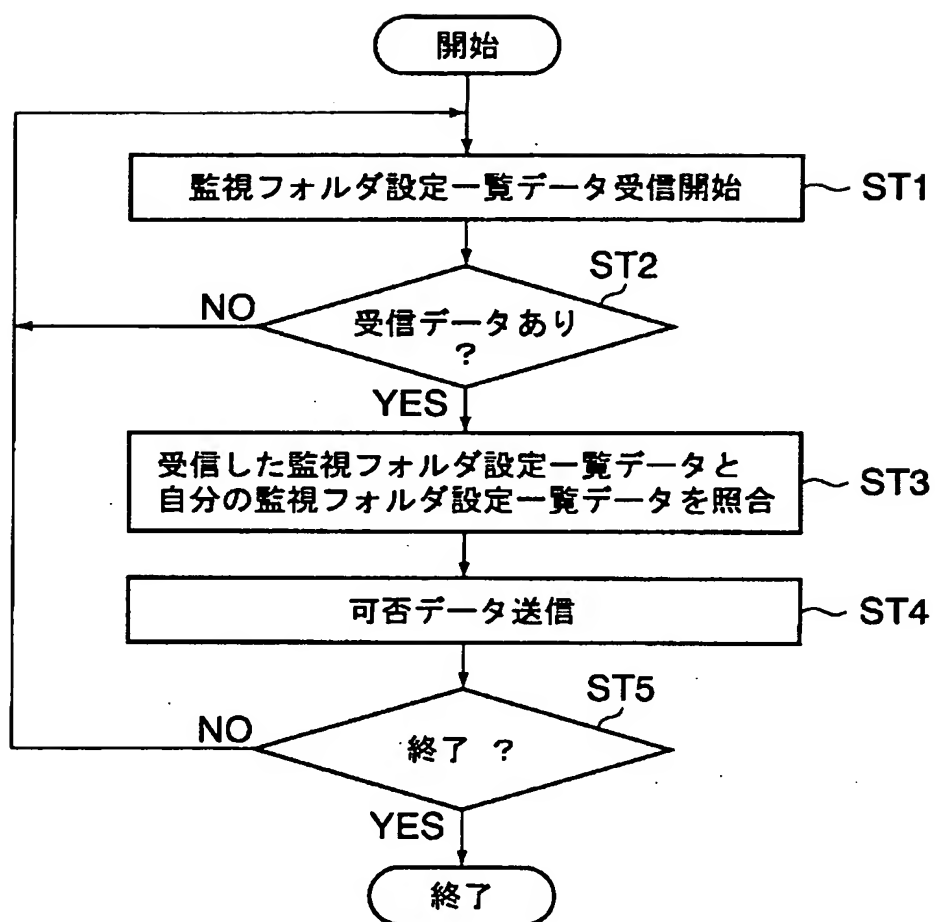 開始
監視フォルダ設定一覧データ受信開始
ST1
ST2
受信データあり
?
NO
YES
受信した監視フォルダ設定一覧データと
自分の監視フォルダ設定一覧データを照合
ST3
可否データ送信
ST4
ST5
終了 ?
NO
YES
終了